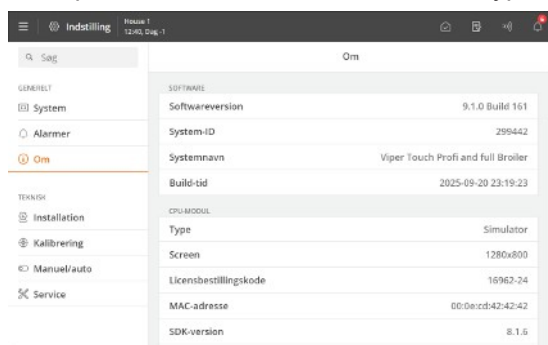 Indstilling
House 1
12:40, Dag -1
Søg
Om
GENERELT
System
Alarmer
Om
TEKNISK
Installation
Kalibrering
Manuel/auto
Service
SOFTWARE
Softwareversion 9.1.0 Build 161
System-ID 299442
Systemnavn Viper Touch Profi and full Broiler
Build-tid 2025-09-20 23:19:23
CPU-MODUL
Type Simulator
Screen 1280x800
Licensbestillingskode 16962-24
MAC-adresse 00:0e:cd:42:42:42
SDK-version 8.1.6